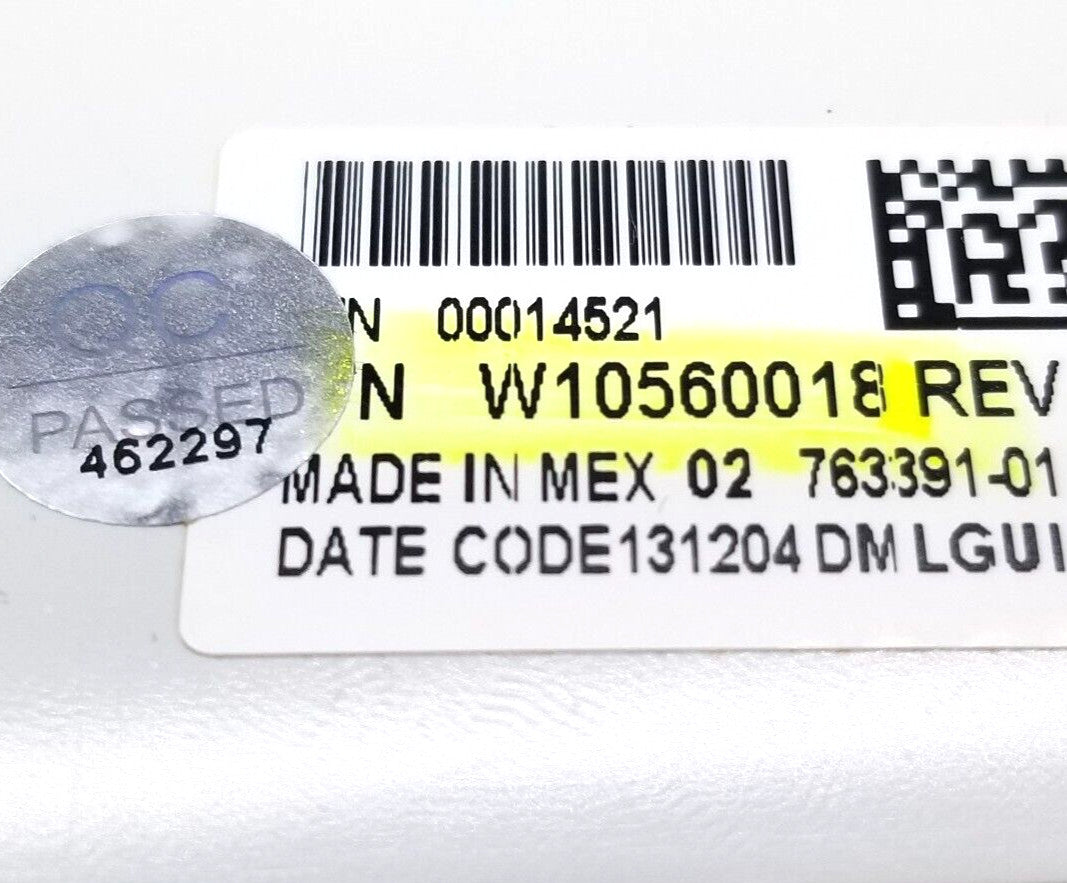 QC
PASSED
462297
N 00014521
N W10560018 REV
MADE IN MEX 02 763391-01
DATE CODE131204 DM LGUI